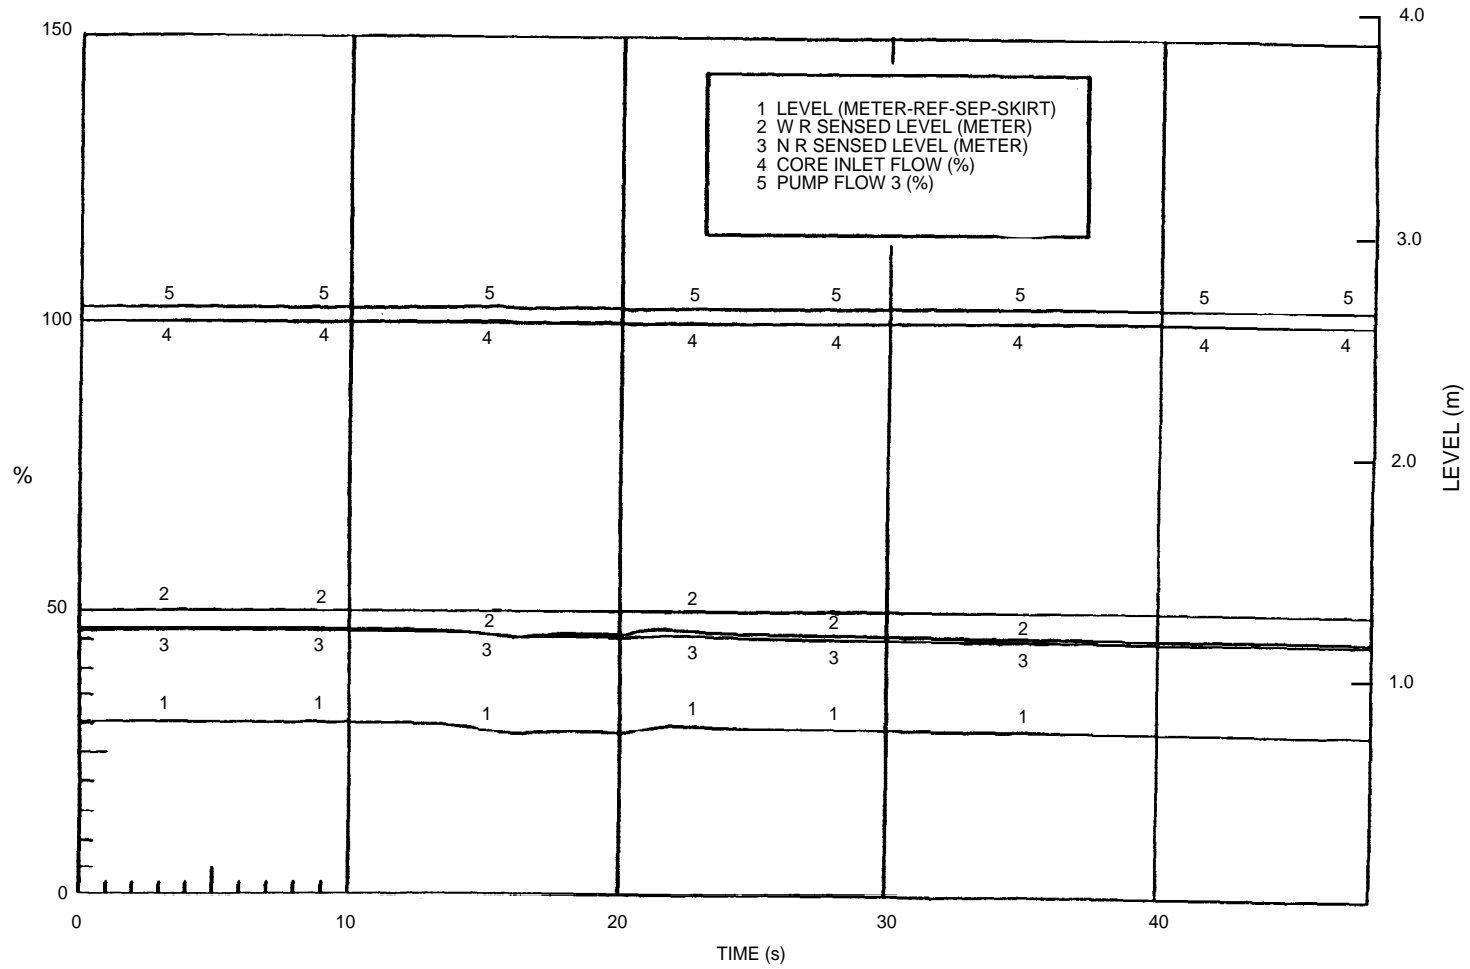 150
4.0
1 LEVEL (METER-REF-SEP-SKIRT)
2 W R SENSED LEVEL (METER)
3 N R SENSED LEVEL (METER)
4 CORE INLET FLOW (%)
5 PUMP FLOW 3 (%)
3.0
5 5 5 5 5 5 5 5
100
4 4 4 4 4 4 4 4
LEVEL (m)
2.0
%
2 2 2 2 2 2
50
3 3 3 3 3 3
1.0
1 1 1 1 1 1
0
0 10 20 30 40
TIME (s)